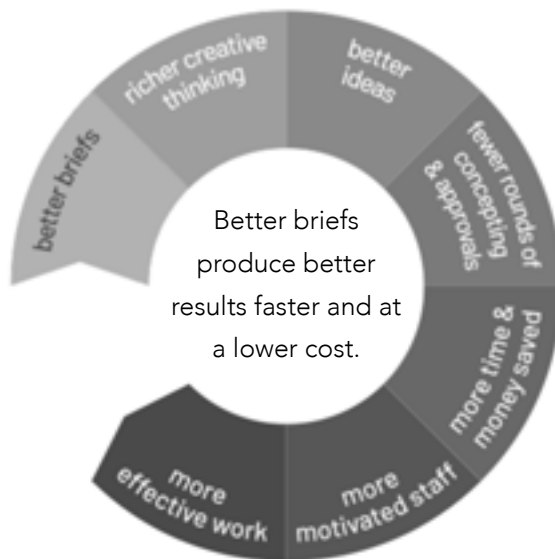 better briefs
richer creative
thinking
better
ideas
fewer rounds of
concepting
& approvals
more time &
money saved
more
motivated staff
more
effective work
Better briefs
produce better
results faster and at
a lower cost.